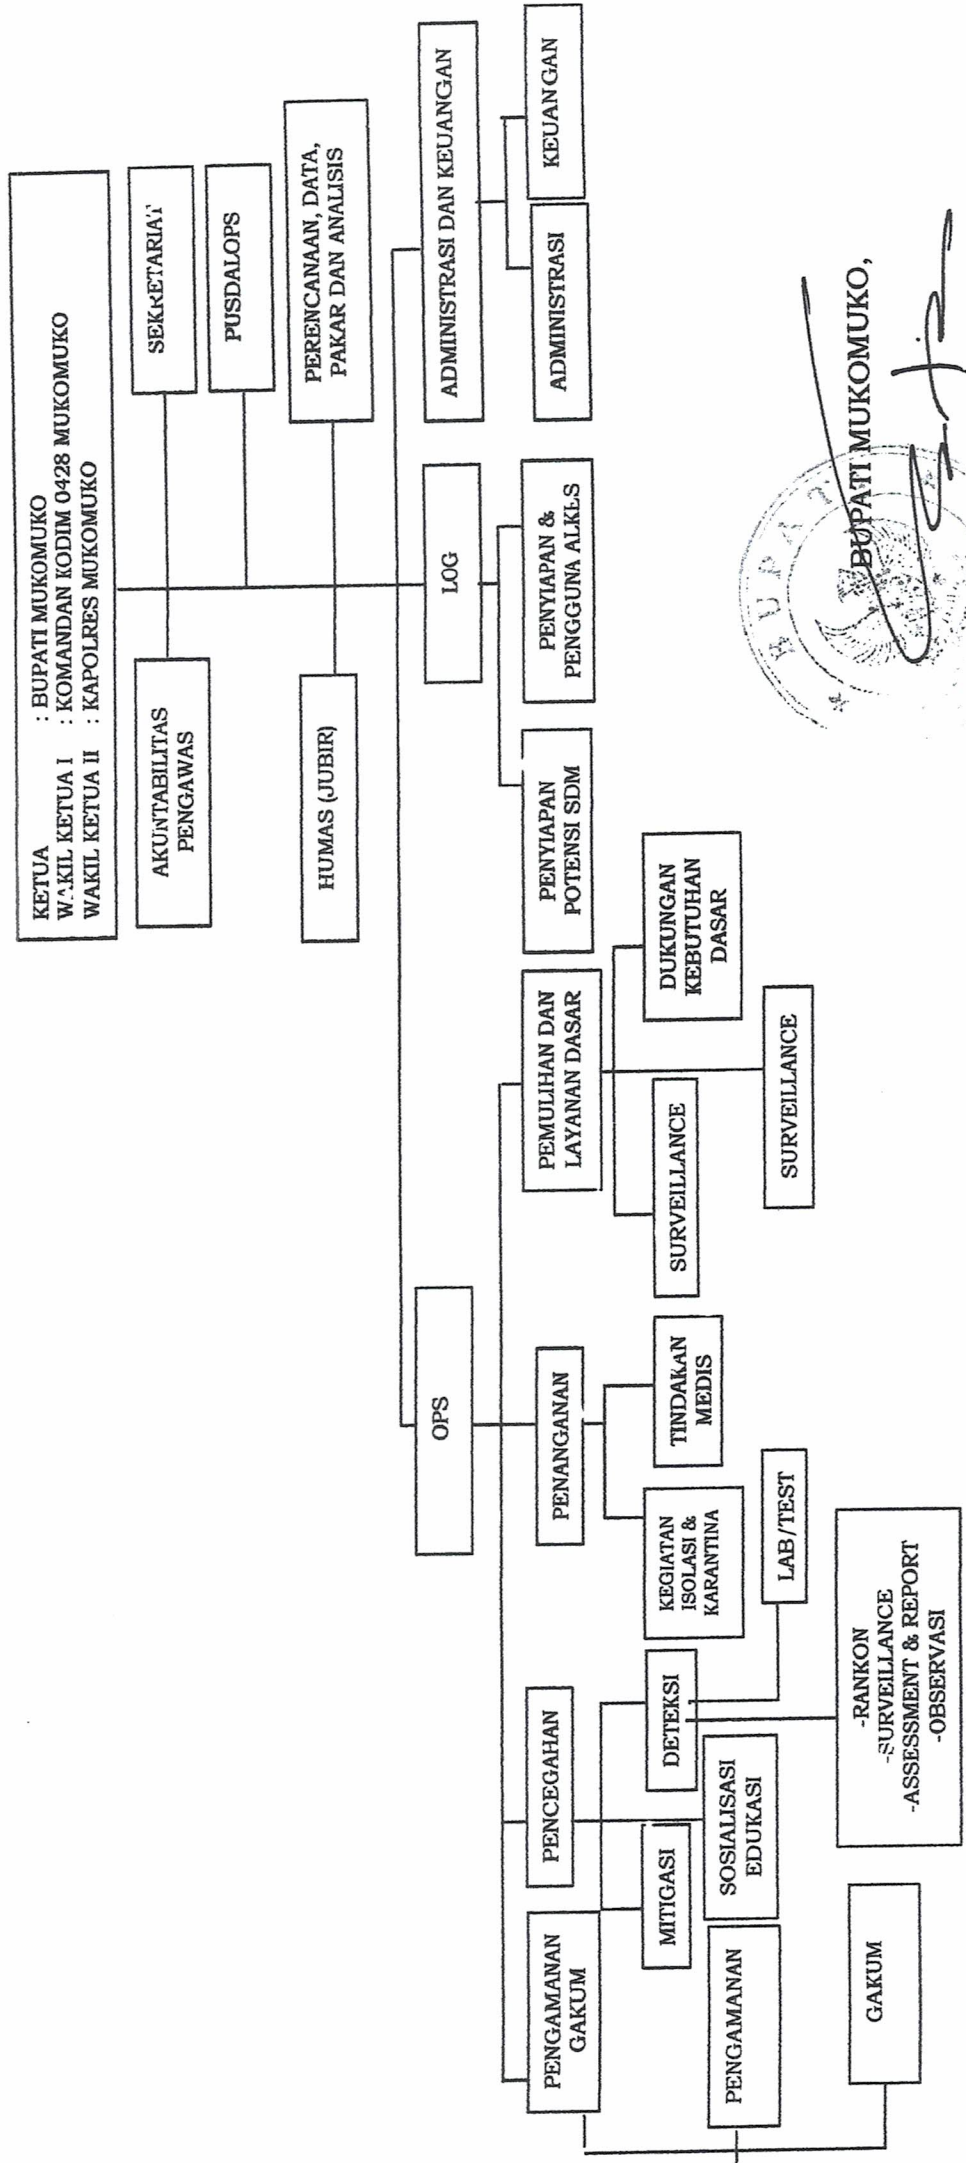 KETUA : BUPATI MUKOMUKO
WAKIL KETUA I : KOMANDAN KODIM 0428 MUKOMUKO
WAKIL KETUA II : KAPOLRES MUKOMUKO
AKUNTABILITAS
PENGAWAS
SEKRETARIAT
PUSDALOPS
HUMAS (JUBIR)
PERENCANAAN, DATA,
PAKAR DAN ANALISIS
OPS
LOG
ADMINISTRASI DAN KEUANGAN
PENGAMANAN
GAKUM
PENCEGAHAN
PENANGANAN
PEMULIHAN DAN
LAYANAN DASAR
PENYIAPAN
POTENSI SDM
PENYIAPAN &
PENGGUNA ALKES
ADMINISTRASI
KEUANGAN
MITIGASI
DETEKSI
KEGIATAN
ISOLASI &
KARANTINA
TINDAKAN
MEDIS
SURVEILLANCE
DUKUNGAN
KEBUTUHAN
DASAR
PENGAMANAN
SOSIALISASI
EDUKASI
LAB/TEST
SURVEILLANCE
GAKUM
-RANKON
-SURVEILLANCE
-ASSESSMENT & REPORT
-OBSERVASI
BUPATI MUKOMUKO,
BUPAT